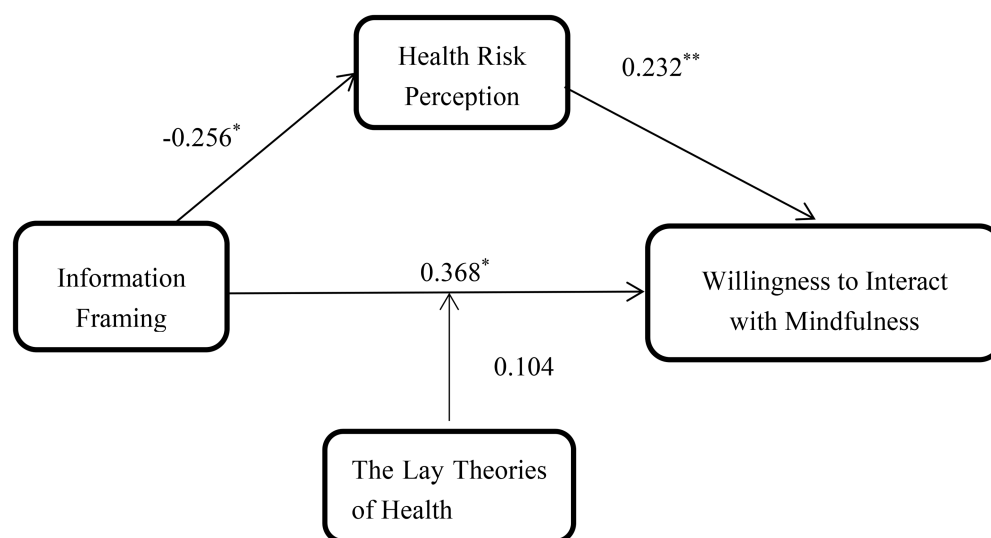 Health Risk
Perception
0.232**
-0.256*
Information
Framing
0.368*
Willingness to Interact
with Mindfulness
0.104
The Lay Theories
of Health